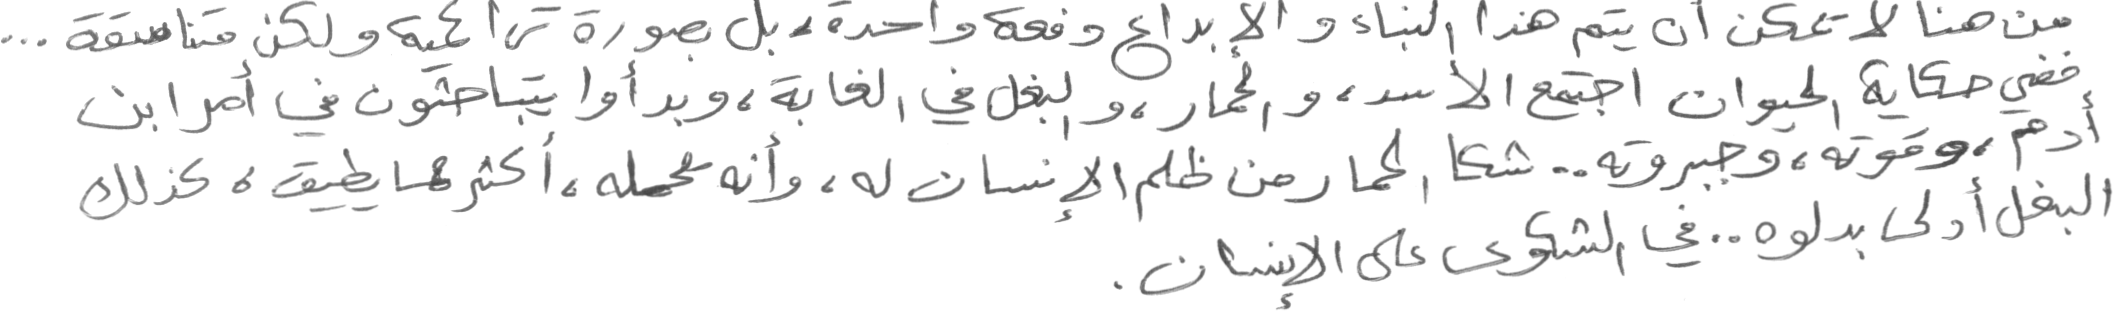 من هنا لا تمكن أن يتم هذا البناء والإبداع دفعة واحدة، بل بصورة تراكمية ولكن متناسقة ...
ففي حكاية الحيوان اجتمع الأسد، والحمار، والبغل في الغابة، وبدأوا يتباحثون في أمر ابن
أدم، وقوته، وجبروته.. شكا الحمار من ظلم الإنسان له، وأنه يحمله، أكثر مما يطيق، كذلك
البغل أدلى بدلوه.. في الشكوى على الإنسان.